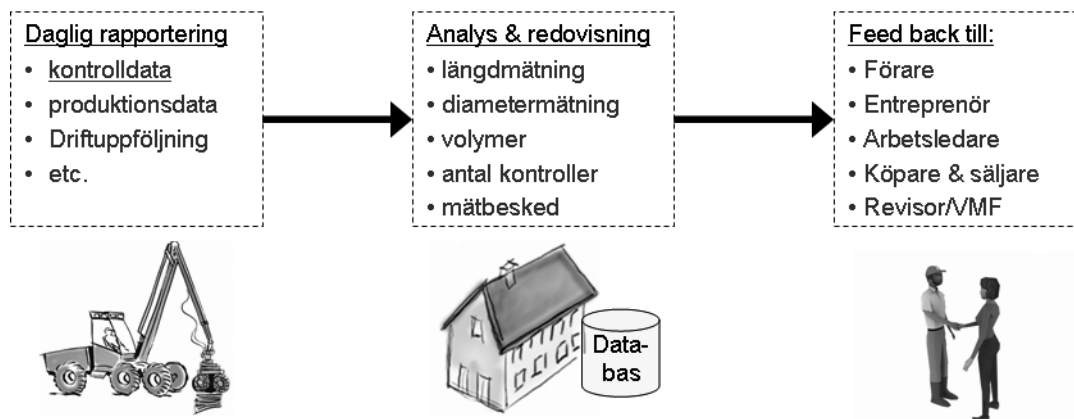 Daglig rapportering
• kontrolldata
• produktionsdata
• Driftuppföljning
• etc.
Analys & redovisning
• längdmätning
• diametermätning
• volymer
• antal kontroller
• mätbesked
Feed back till:
• Förare
• Entreprenör
• Arbetsledare
• Köpare & säljare
• Revisor/VMF
Data-
bas